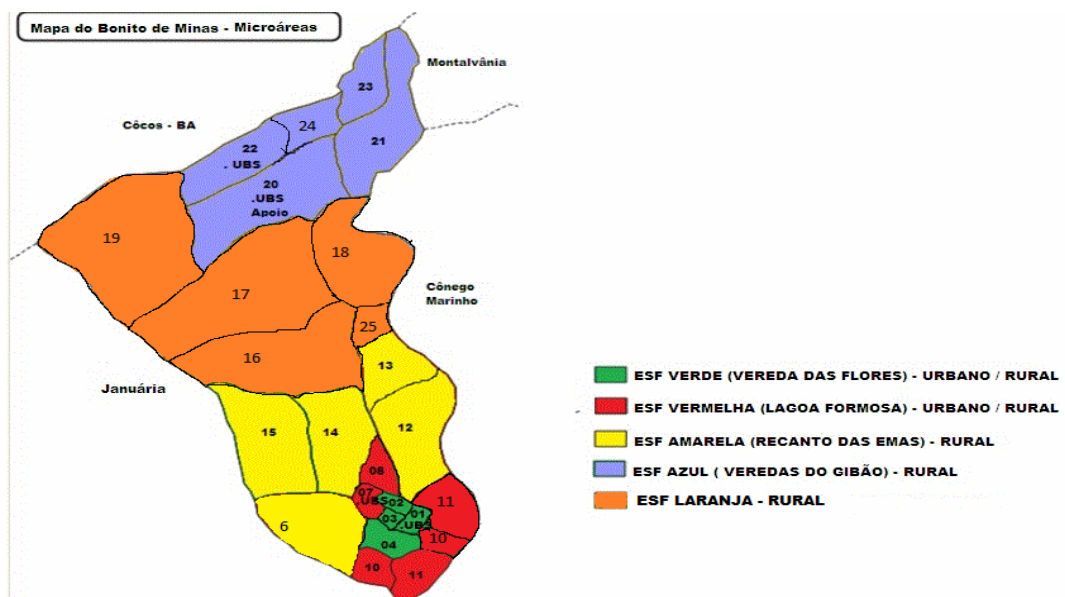 Mapa do Bonito de Minas - Microáreas
Montalvânia
23
Côcos - BA
24
21
22
. UBS
20
.UBS
Apoio
19
18
17
Cônego
Marinho
25
16
13
Januária
15
14
12
08
07
.UBS
02
11
03
01
.UBS
6
04
10
10
11
ESF VERDE (VEREDA DAS FLORES) - URBANO / RURAL
ESF VERMELHA (LAGOA FORMOSA) - URBANO / RURAL
ESF AMARELA (RECANTO DAS EMAS) - RURAL
ESF AZUL ( VEREDAS DO GIBÃO) - RURAL
ESF LARANJA - RURAL